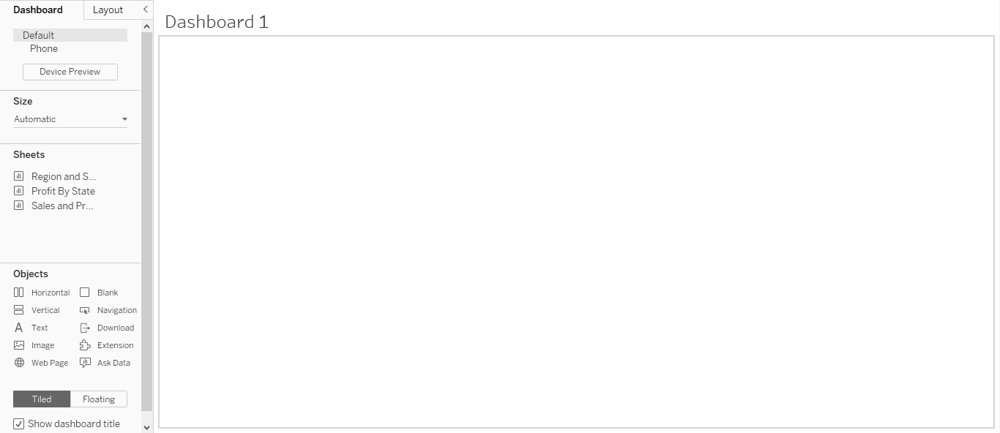 Dashboard
Layout
Dashboard 1
Default
Phone
Device Preview
Size
Automatic
Sheets
Region and S...
Profit By State
Sales and Pr...
Objects
Horizontal Blank
Vertical Navigation
Text Download
Image Extension
Web Page Ask Data
Tiled Floating
Show dashboard title